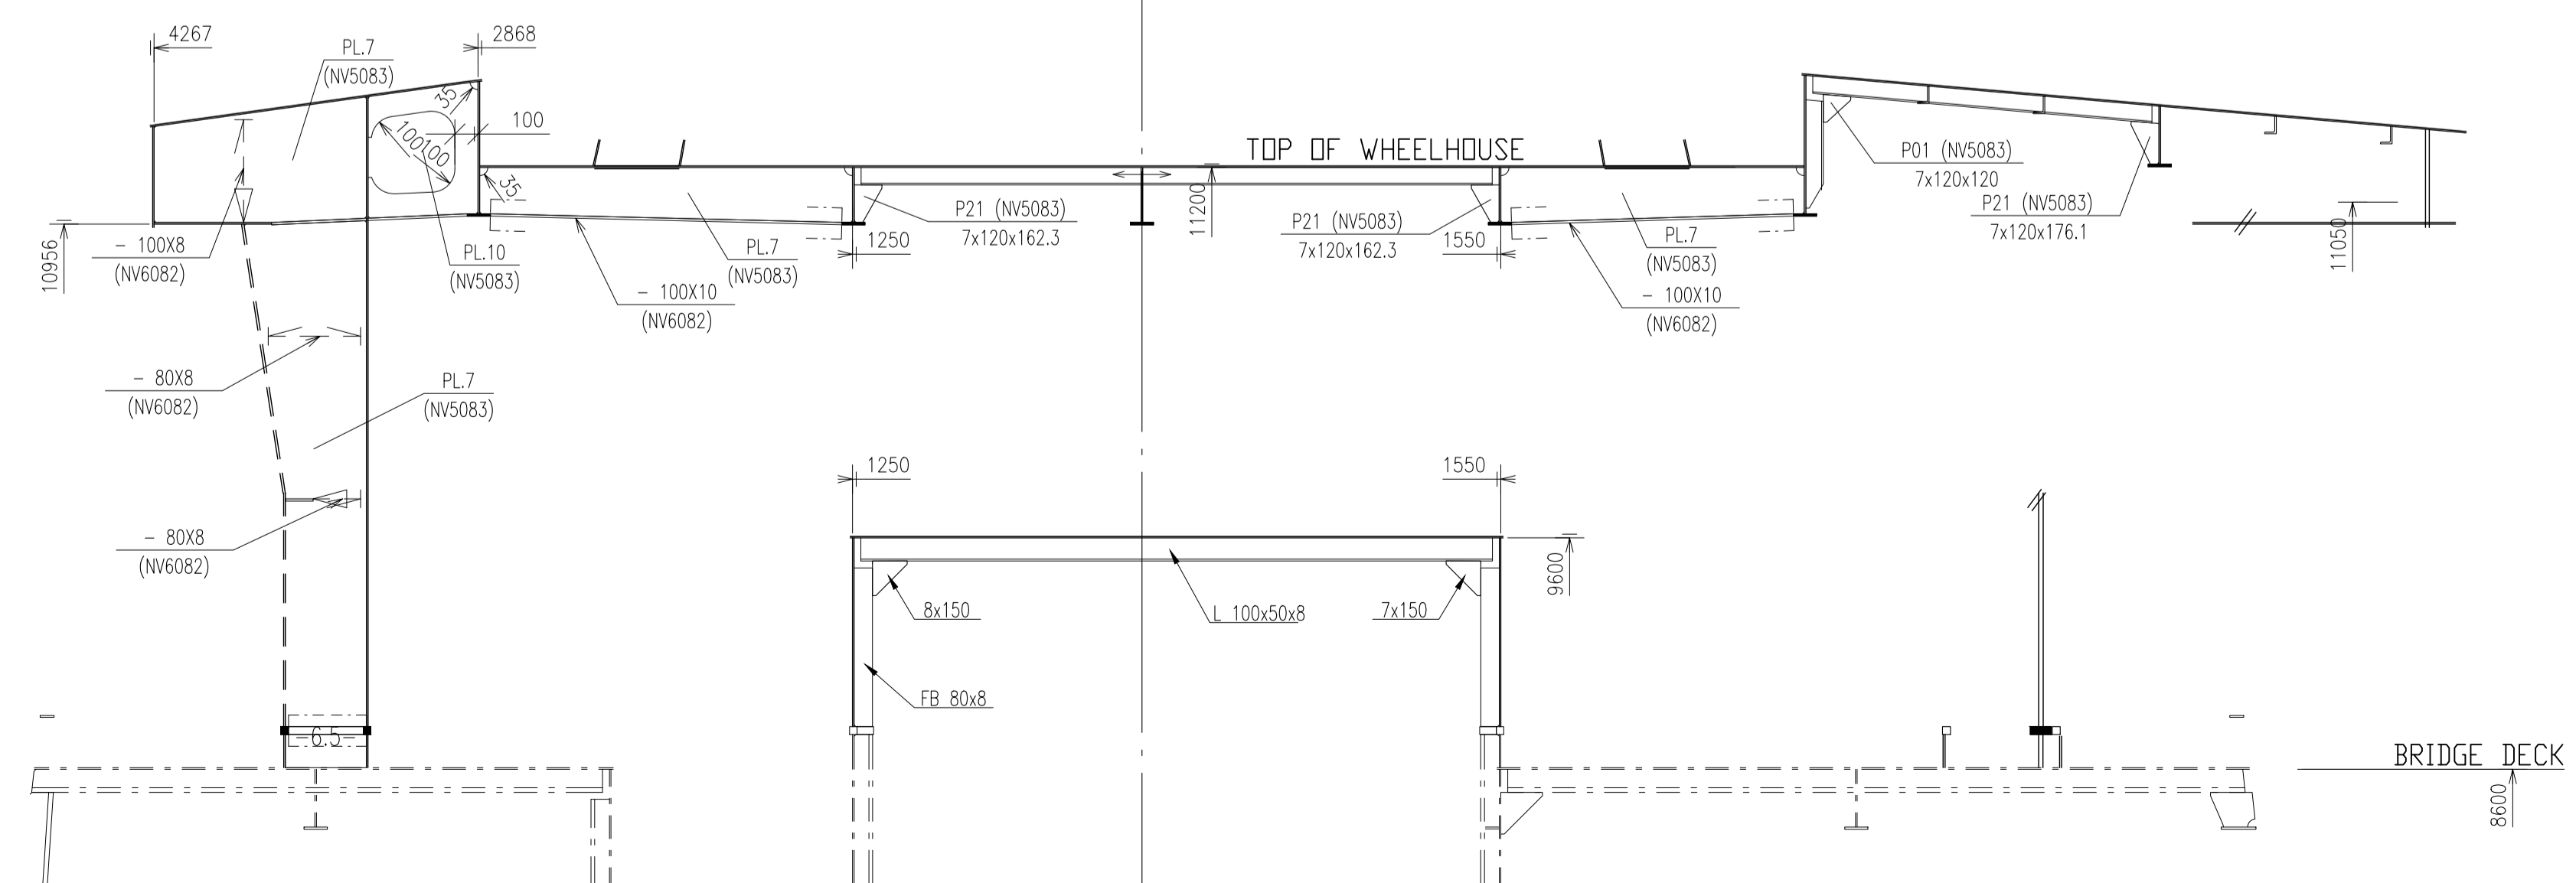 4267
2868
PL.7
(NV5083)
35
100
100
100
TOP OF WHEELHOUSE
P01 (NV5083)
7x120x120
35
P21 (NV5083)
7x120x162.3
11200
P21 (NV5083)
7x120x162.3
P21 (NV5083)
7x120x176.1
10956
- 100X8
(NV6082)
PL.10
(NV5083)
PL.7
(NV5083)
1250
1550
PL.7
(NV5083)
11050
- 100X10
(NV6082)
- 100X10
(NV6082)
- 80X8
(NV6082)
PL.7
(NV5083)
1250
1550
- 80X8
(NV6082)
9600
8x150
L 100x50x8
7x150
FB 80x8
6.5
BRIDGE DECK
8600